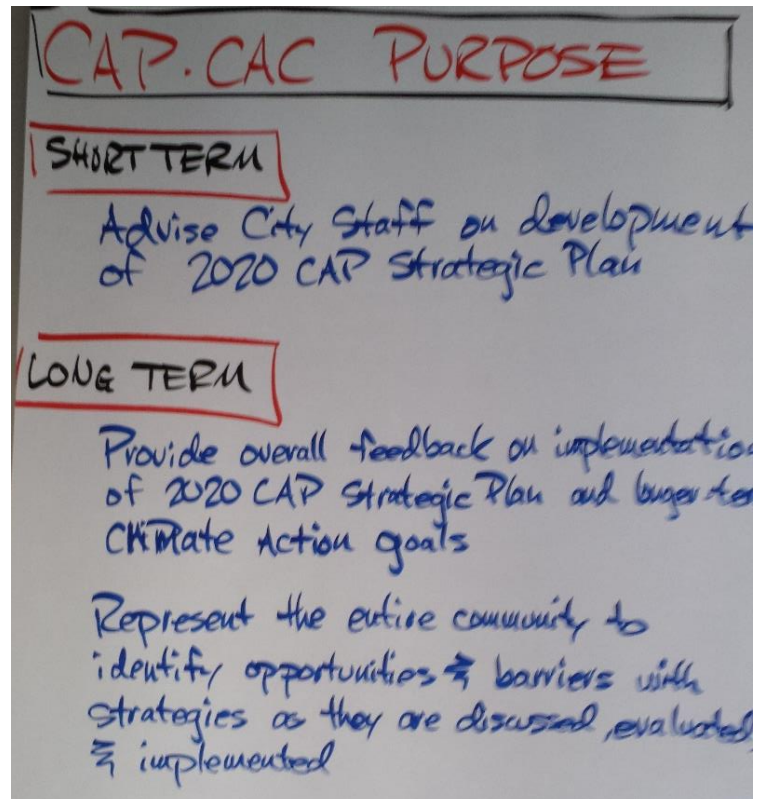 CAP. CAC PURPOSE
SHORT TERM
Advise City Staff on development
of 2020 CAP Strategic Plan
LONG TERM
Provide overall feedback on implementatio
of 2020 CAP Strategic Plan and longer-te
Climate Action goals
Represent the entire community to
identify opportunities & barriers with
strategies as they are discussed, evaluated
& implemented